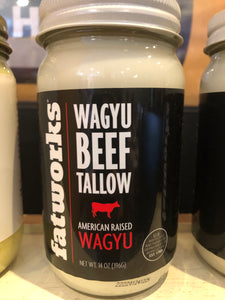 fatworks
WAGYU
BEEF
TALLOW
AMERICAN RAISED
WAGYU
NET WT. 14 OZ (396G)